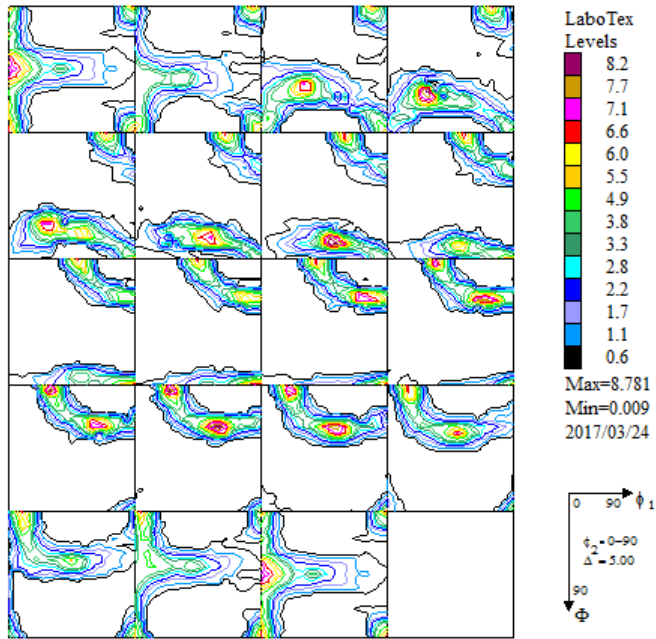 LaboTex
Levels
8.2
7.7
7.1
6.6
6.0
5.5
4.9
3.8
3.3
2.8
2.2
1.7
1.1
0.6
Max=8.781
Min=0.009
2017/03/24
0 90 ϕ1
ϕ2=0-90
Δ=5.00
90
Φ